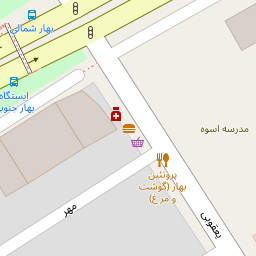 بهار شمالی
ایستگاه
بهار جنوبی
مدرسه اسوه
پروتئین
بهار (گوشت
و مرغ)
مهر
یعقوبی